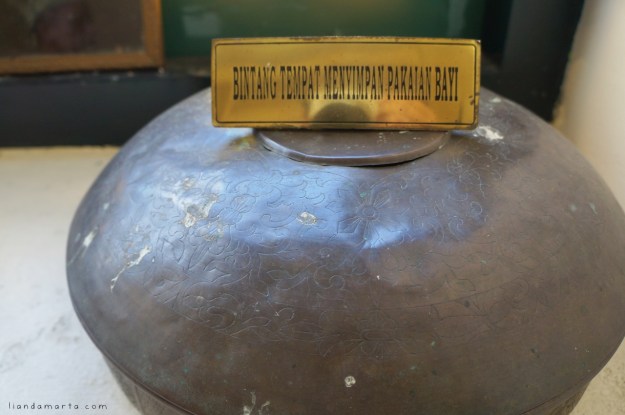 BINTANG TEMPAT MENYIMPAN PAKAIAN BAYI
liandamarta.com